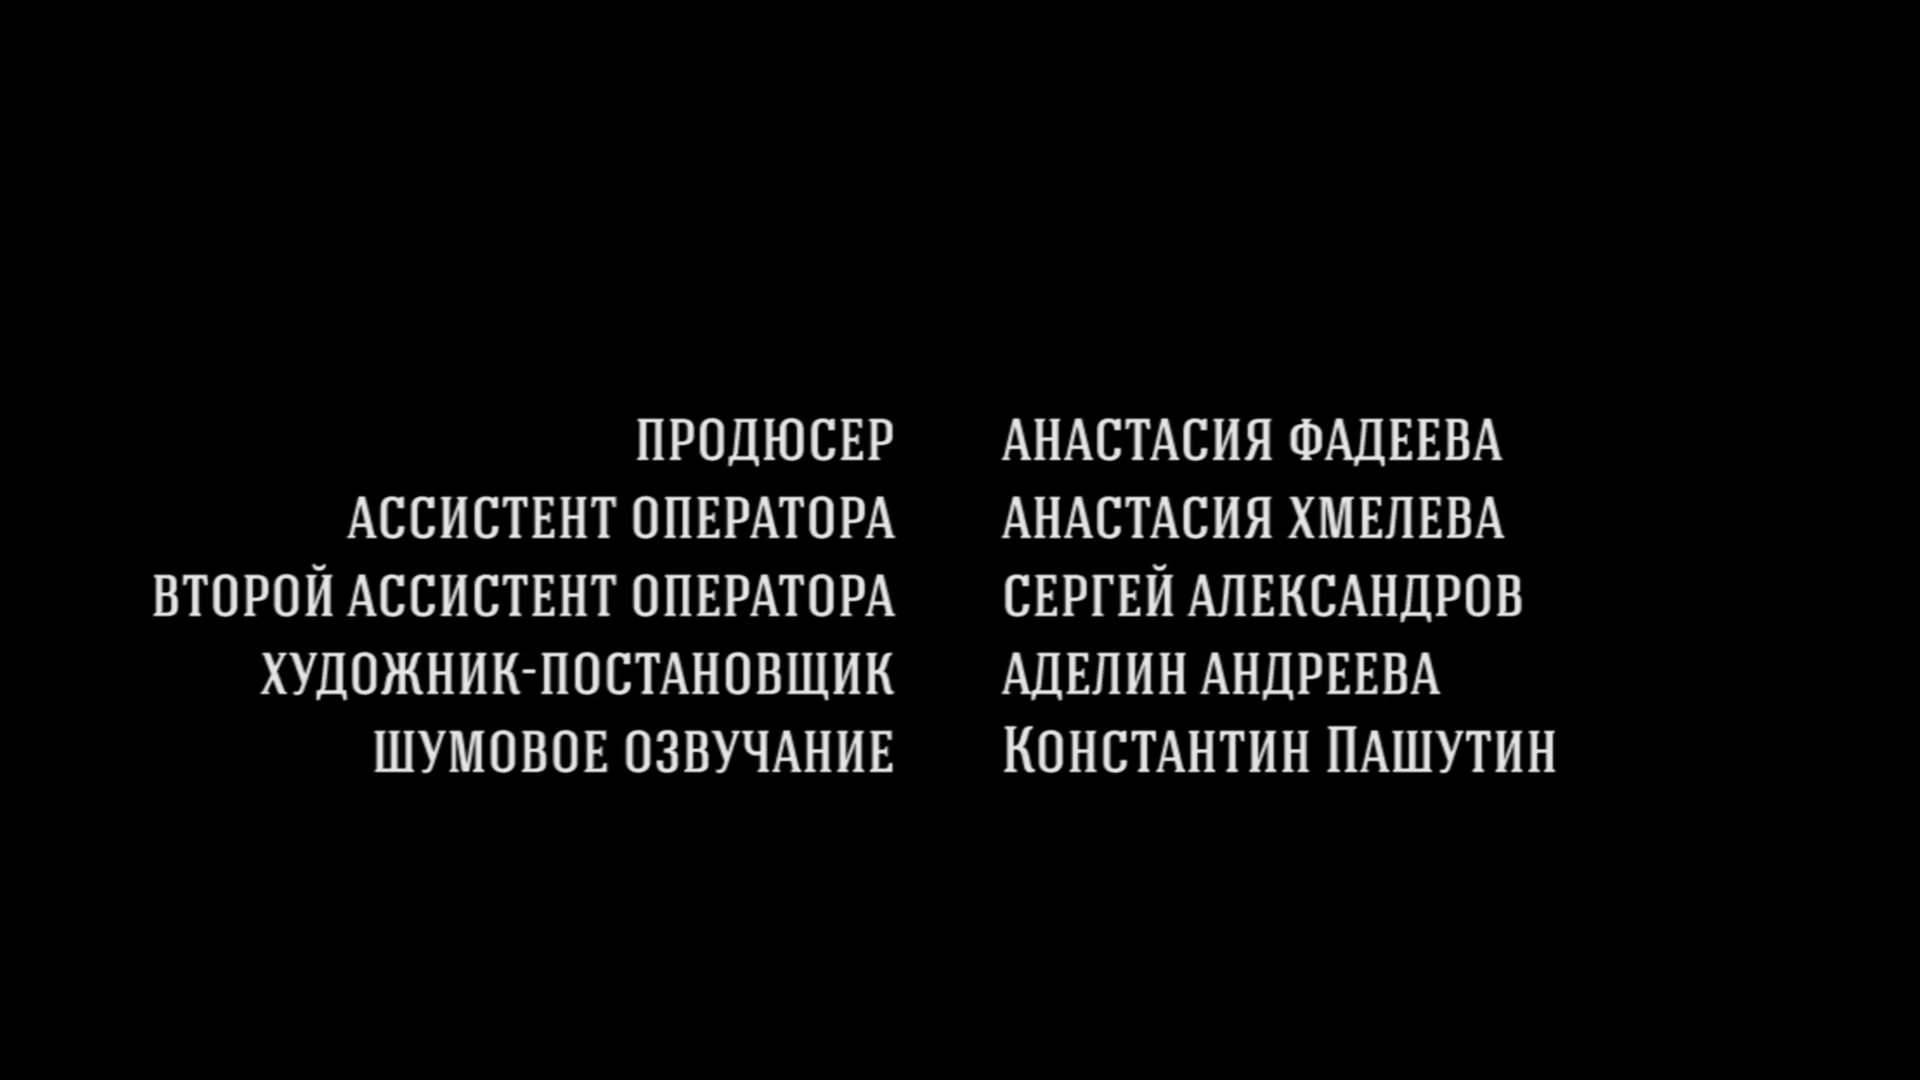 ПРОДЮСЕР АНАСТАСИЯ ФАДЕЕВА
АССИСТЕНТ ОПЕРАТОРА АНАСТАСИЯ ХМЕЛЕВА
ВТОРОЙ АССИСТЕНТ ОПЕРАТОРА СЕРГЕЙ АЛЕКСАНДРОВ
ХУДОЖНИК-ПОСТАНОВЩИК АДЕЛИН АНДРЕЕВА
ШУМОВОЕ ОЗВУЧАНИЕ КОНСТАНТИН ПАШУТИН